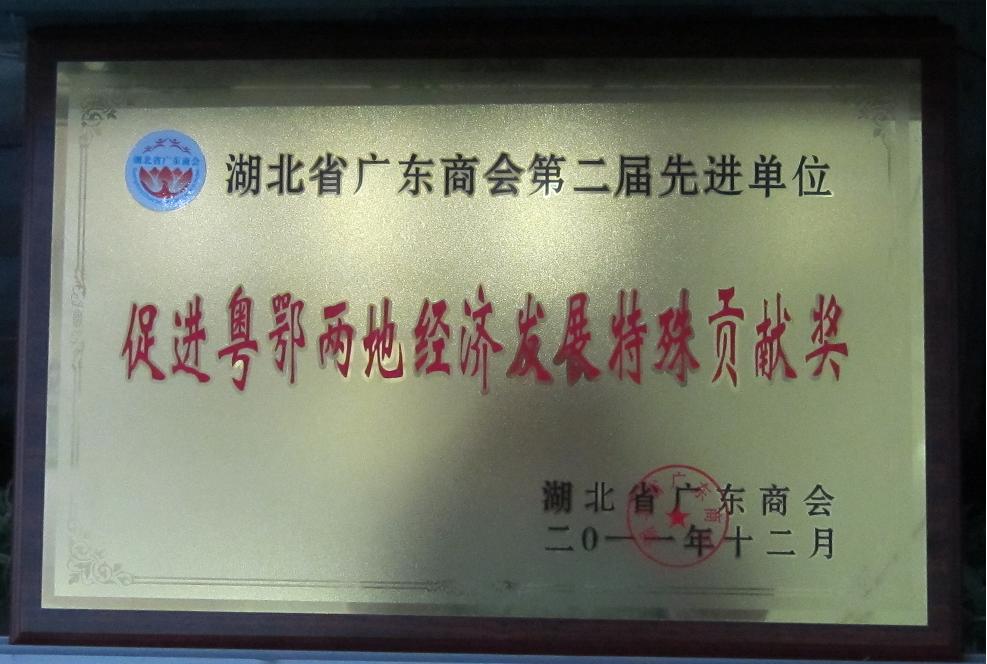 湖北省广东商会
湖北省广东商会第二届先进单位
促进粤鄂两地经济发展特殊贡献奖
湖北省广东商会
二0一一年十二月